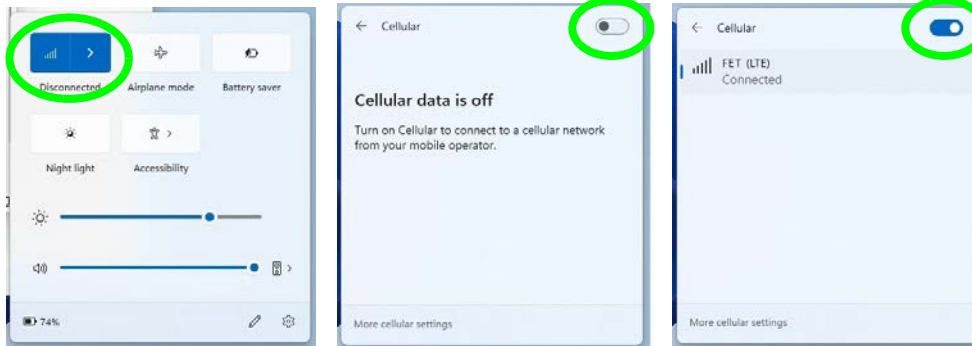 Disconnected
Airplane mode
Battery saver
Night light
Accessibility
74%
Cellular
Cellular data is off
Turn on Cellular to connect to a cellular network
from your mobile operator.
More cellular settings
Cellular
FET (LTE)
Connected
More cellular settings